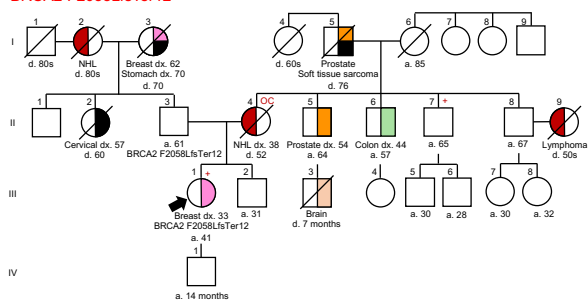 BRCA2 F2058LfsTer12
1 2 3 4 5 6 7 8 9
I
d. 80s
NHL
d. 80s
Breast dx. 62
Stomach dx. 70
d. 70
d. 60s
Prostate
Soft tissue sarcoma
d. 76
a. 85
1 2 3 4 OC 5 6 7 + 8 9
II
Cervical dx. 57
d. 60
a. 61
BRCA2 F2058LfsTer12
NHL dx. 38
d. 52
Prostate dx. 54
a. 64
Colon dx. 44
a. 57
a. 65
a. 67
Lymphoma
d. 50s
1 + 2 3 4 5 6 7 8
III
Breast dx. 33
BRCA2 F2058LfsTer12
a. 41
a. 31
Brain
d. 7 months
a. 30
a. 28
a. 30
a. 32
1
IV
a. 14 months